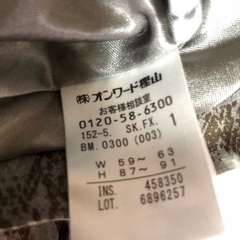 ㈱オンワード樫山
お客様相談室
0120-58-6300
152-5. SK.FX. 1
BM. 0300 (003)
W 59～ 63
H 87～ 91
INS. 458350
LOT. 6896257